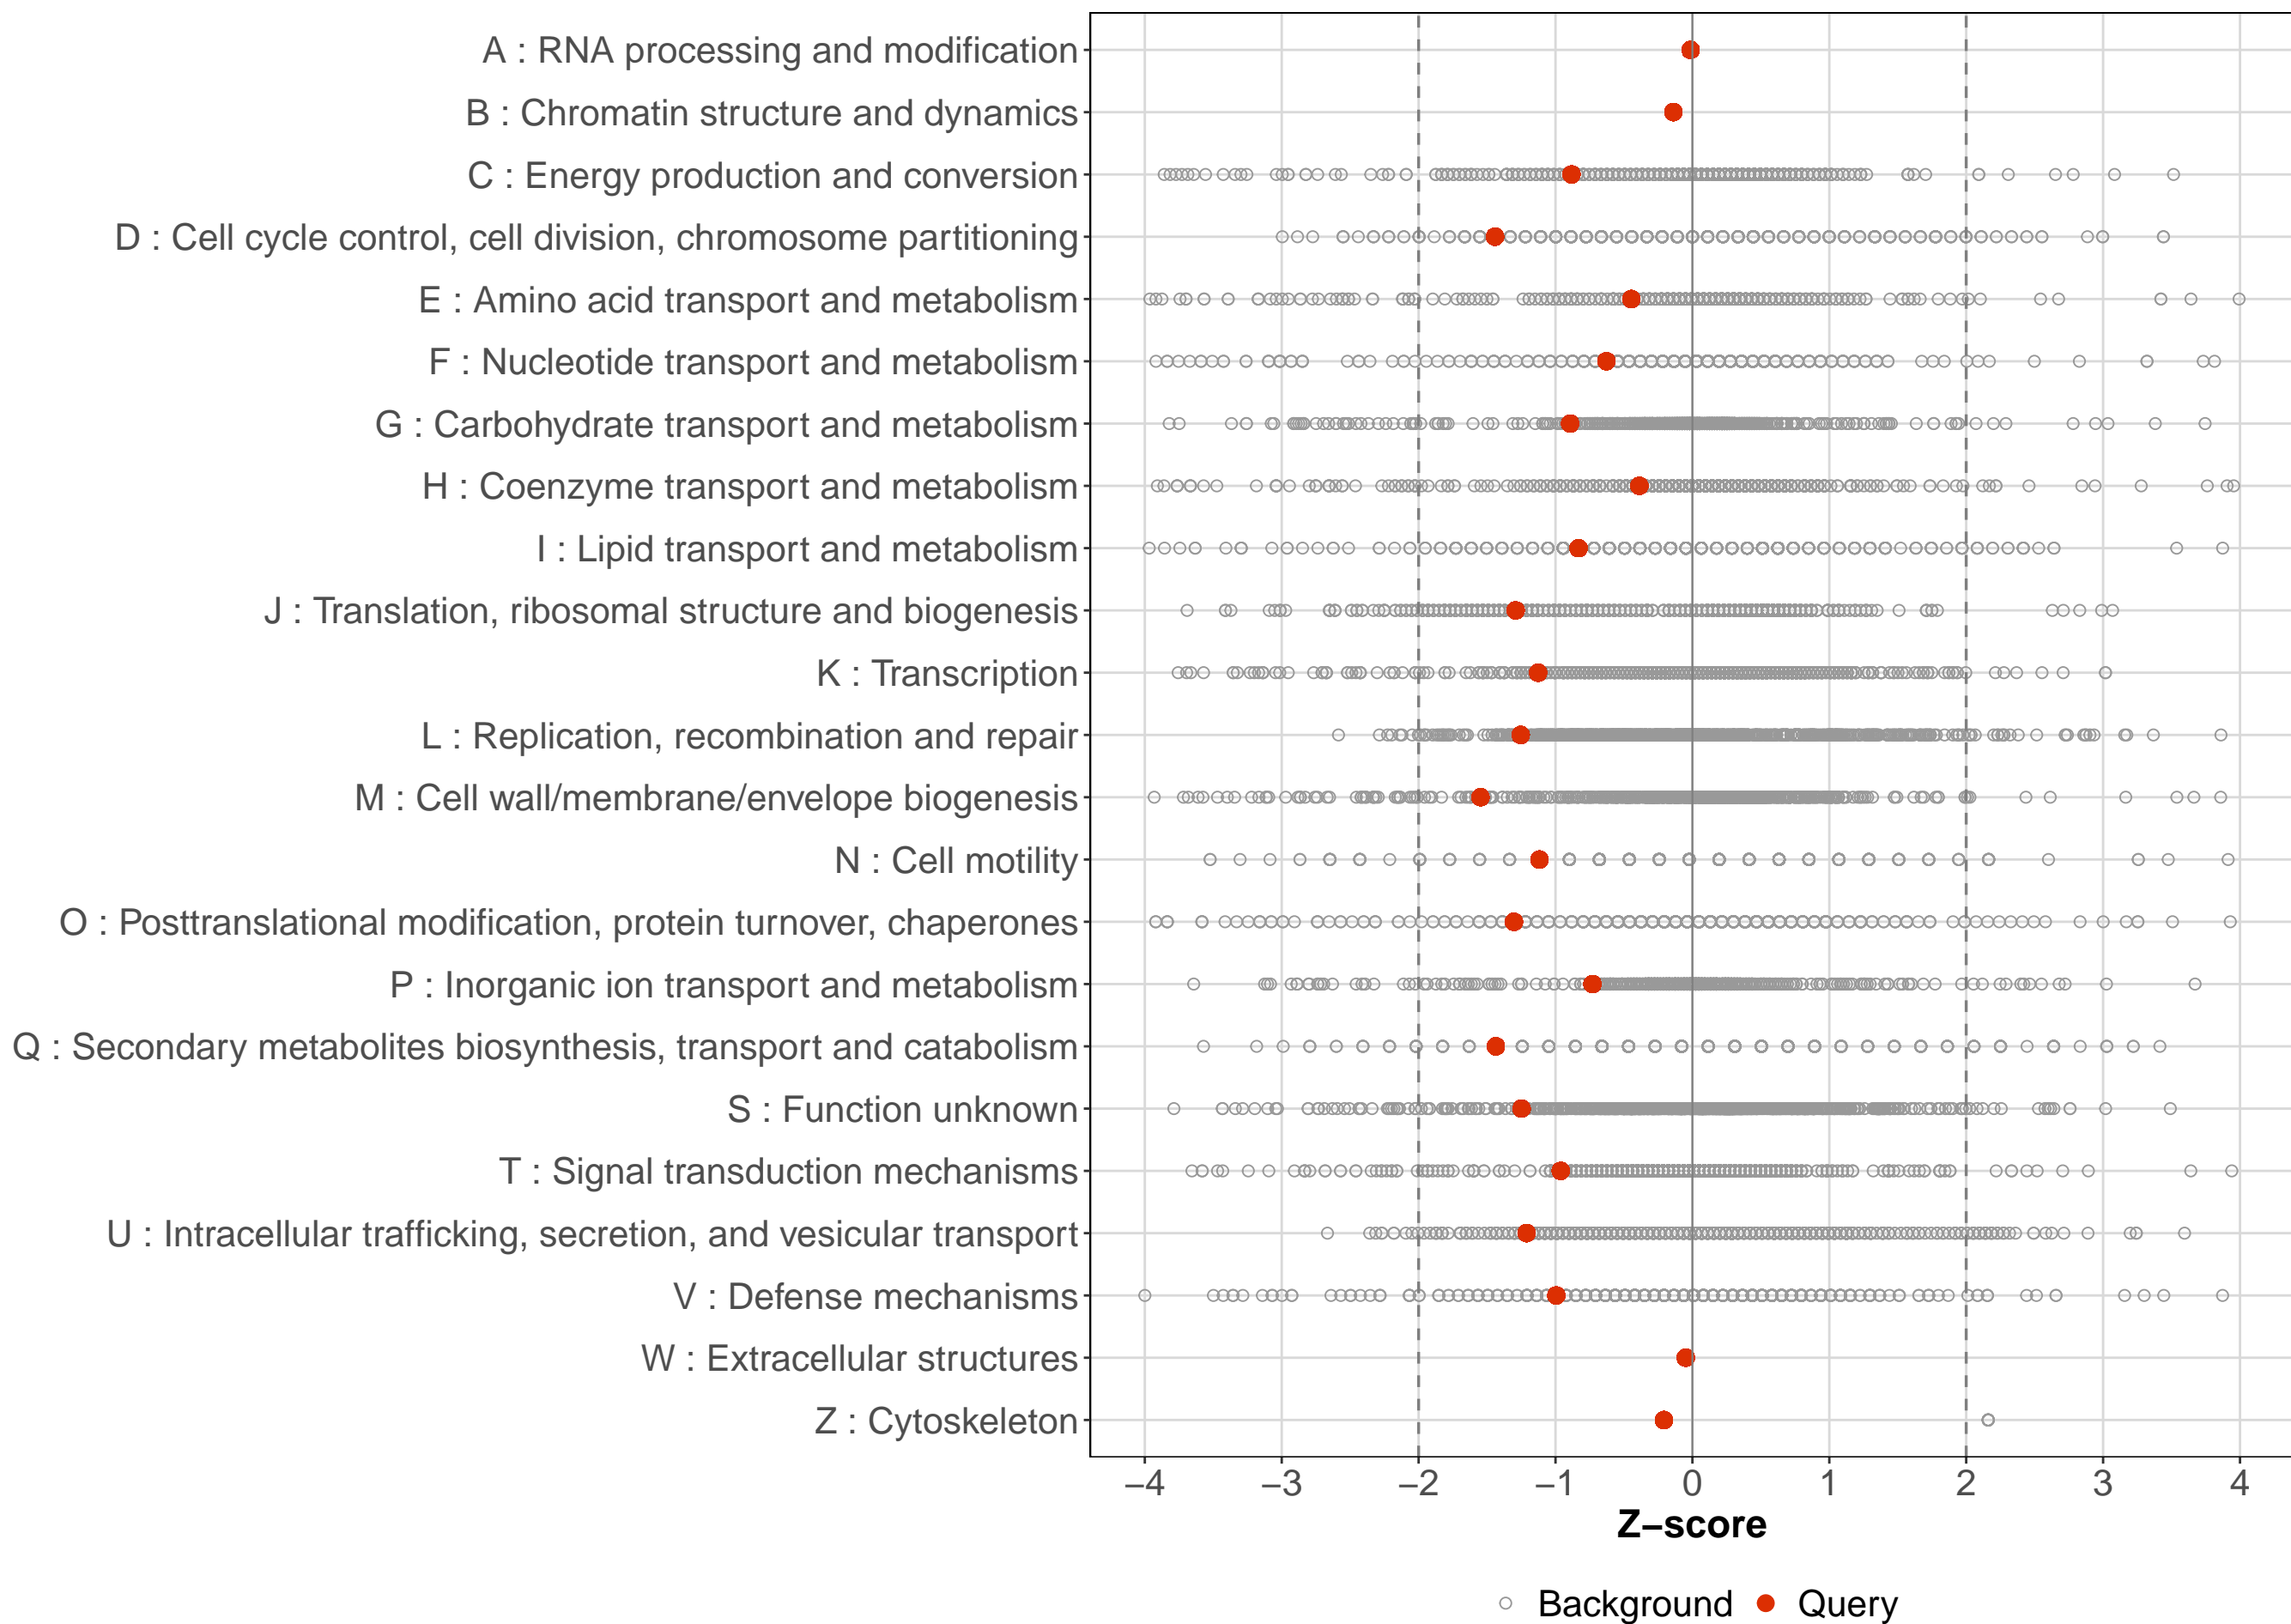 A : RNA processing and modification
B : Chromatin structure and dynamics
C : Energy production and conversion
D : Cell cycle control, cell division, chromosome partitioning
E : Amino acid transport and metabolism
F : Nucleotide transport and metabolism
G : Carbohydrate transport and metabolism
H : Coenzyme transport and metabolism
I : Lipid transport and metabolism
J : Translation, ribosomal structure and biogenesis
K : Transcription
L : Replication, recombination and repair
M : Cell wall/membrane/envelope biogenesis
N : Cell motility
O : Posttranslational modification, protein turnover, chaperones
P : Inorganic ion transport and metabolism
Q : Secondary metabolites biosynthesis, transport and catabolism
S : Function unknown
T : Signal transduction mechanisms
U : Intracellular trafficking, secretion, and vesicular transport
V : Defense mechanisms
W : Extracellular structures
Z : Cytoskeleton
−4 −3 −2 −1 0 1 2 3 4
Z−score
Background Query